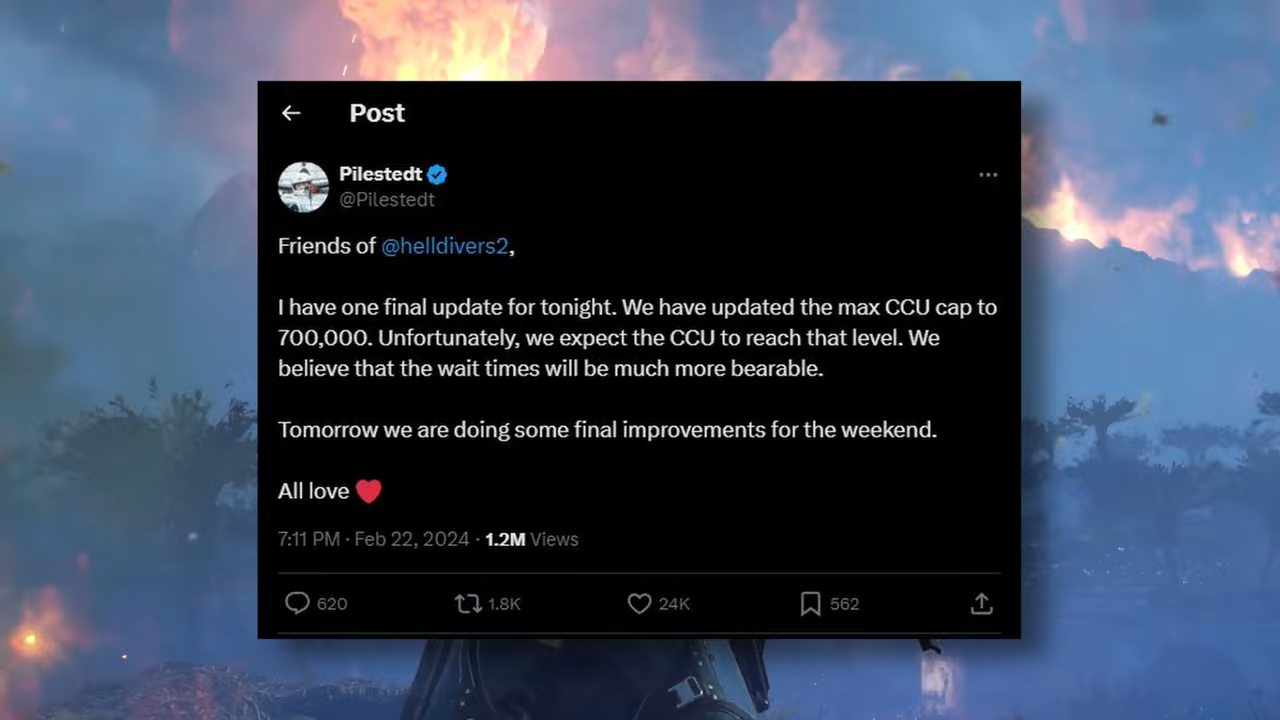 Post
Pilestedt
@Pilestedt
Friends of @helldivers2,
I have one final update for tonight. We have updated the max CCU cap to
700,000. Unfortunately, we expect the CCU to reach that level. We
believe that the wait times will be much more bearable.
Tomorrow we are doing some final improvements for the weekend.
All love ❤️
7:11 PM · Feb 22, 2024 · 1.2M Views
620 1.8K 24K 562